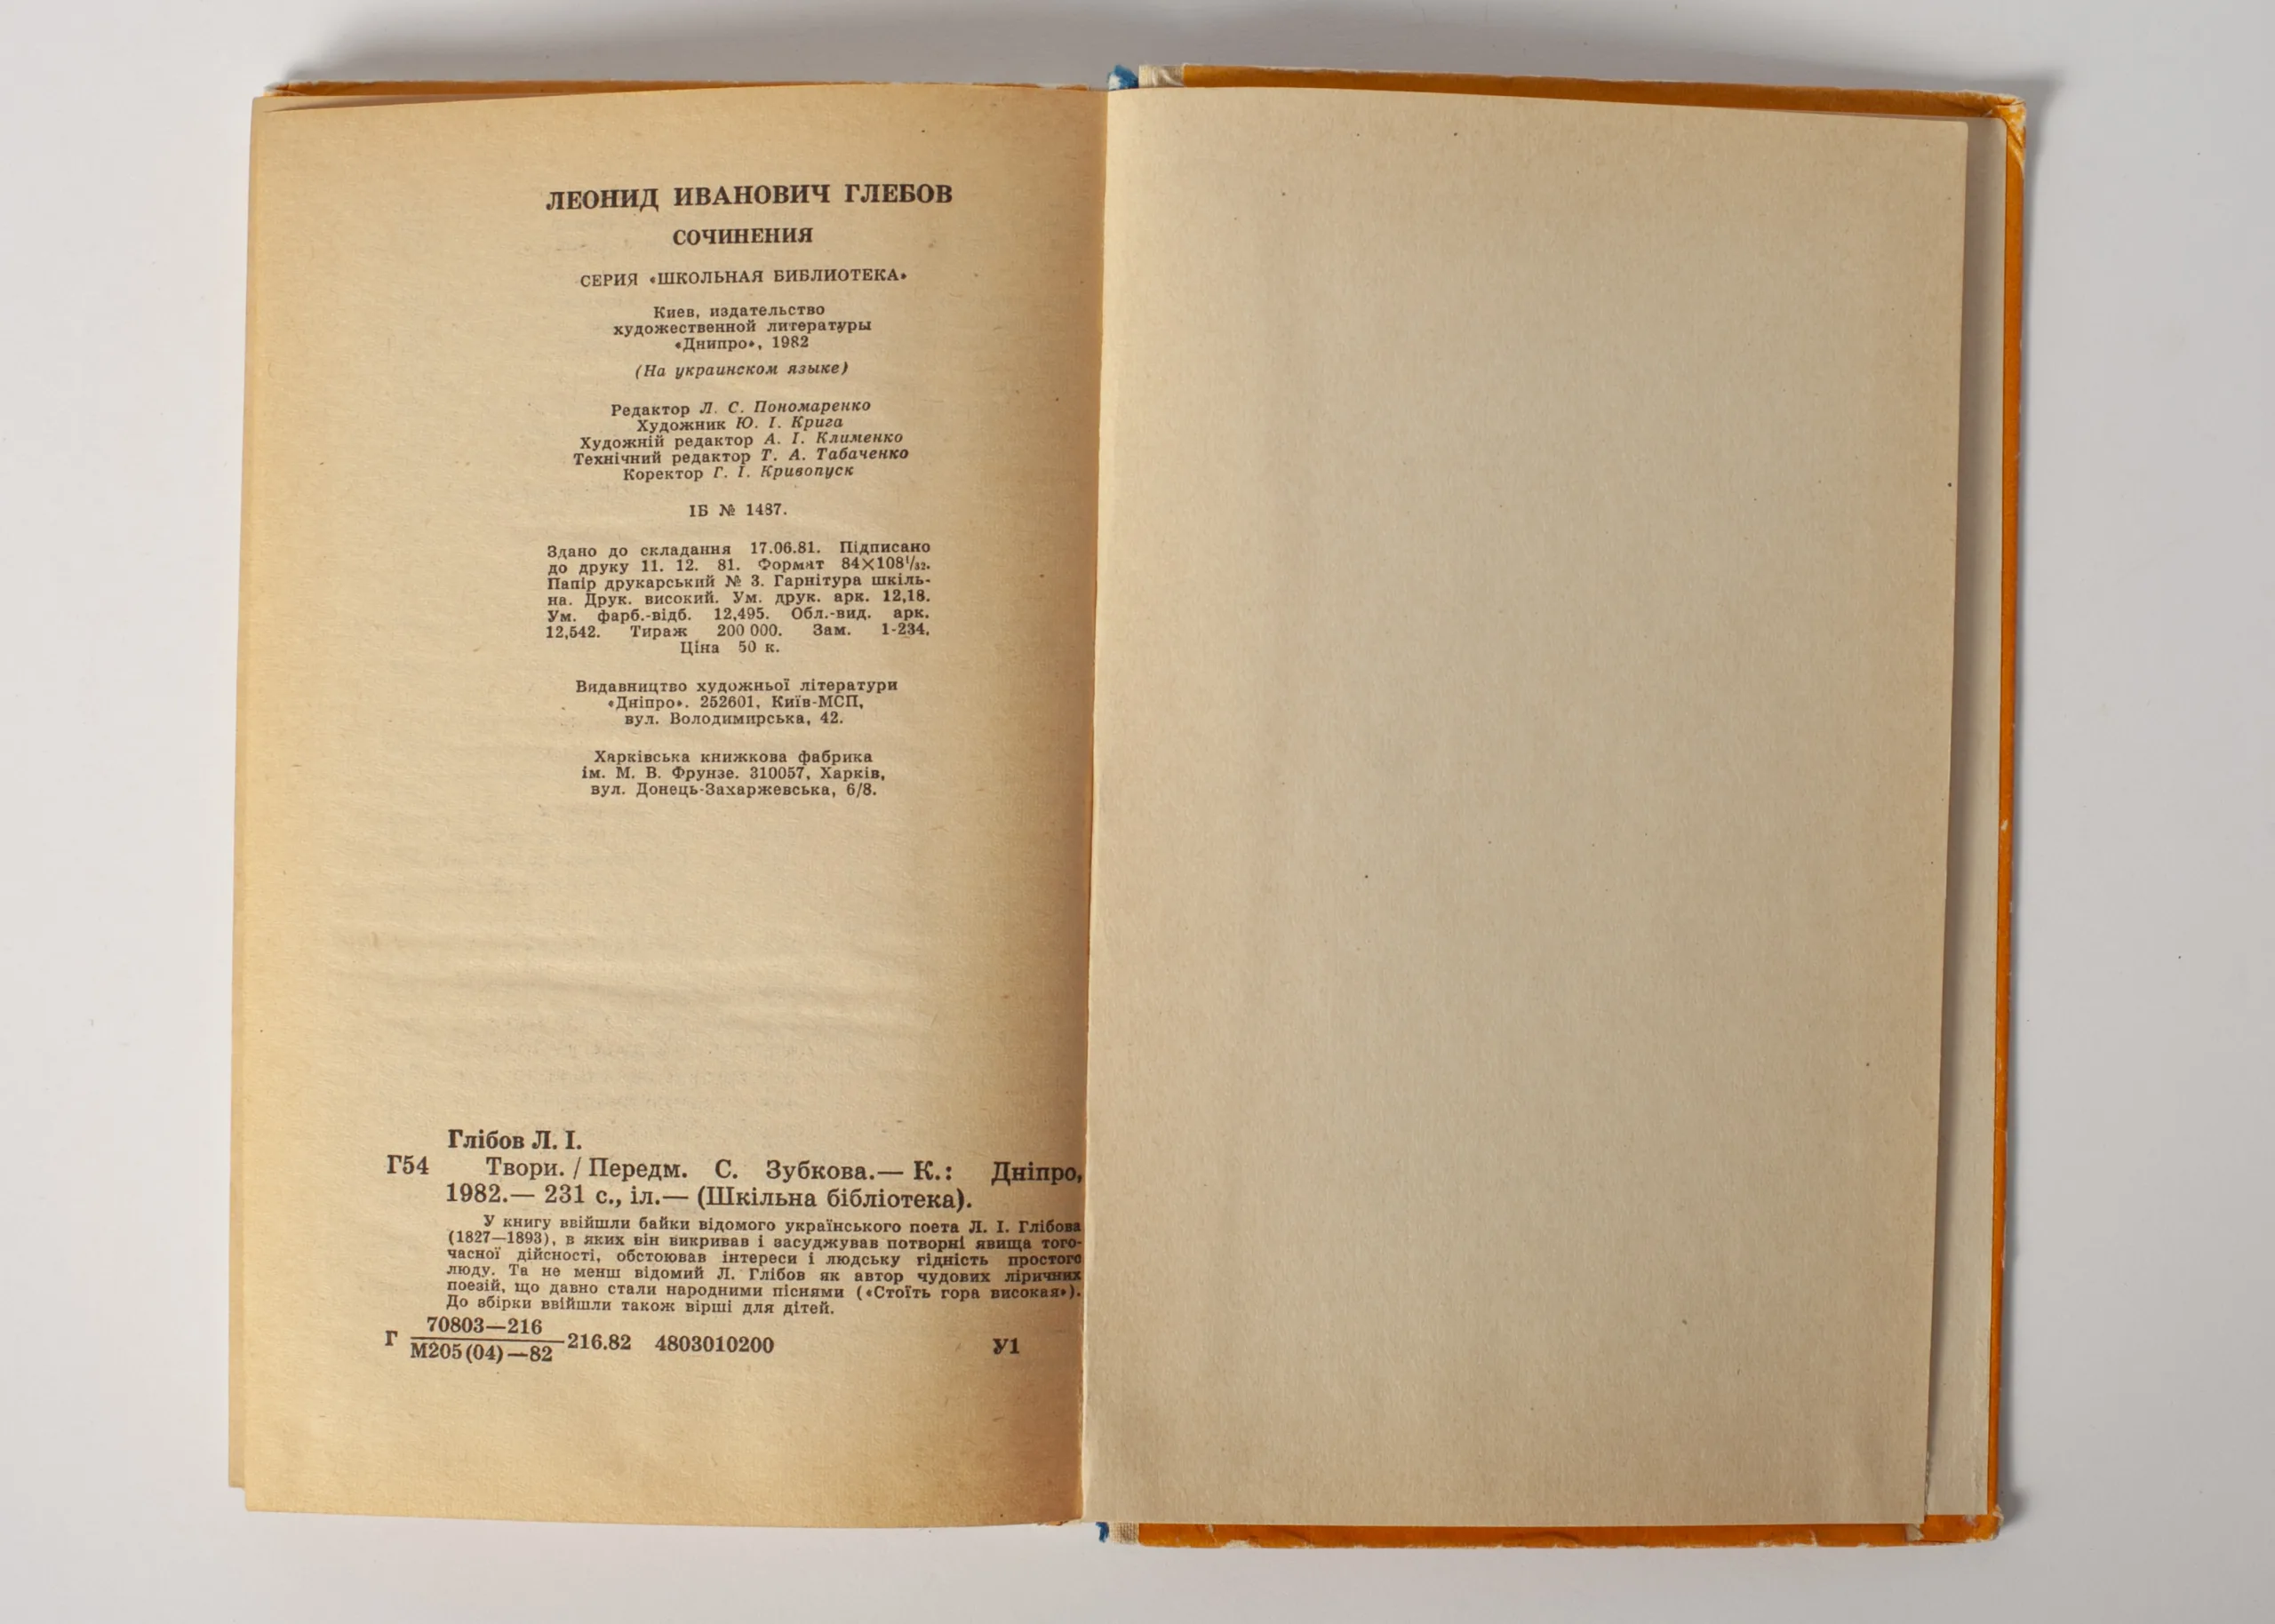 ЛЕОНИД ИВАНОВИЧ ГЛЕБОВ
СОЧИНЕНИЯ
СЕРИЯ «ШКОЛЬНАЯ БИБЛИОТЕКА»
Киев, издательство
художественной литературы
«Днипро», 1982
(На украинском языке)
Редактор Л. С. Пономаренко
Художник Ю. І. Крига
Художній редактор А. І. Клименко
Технічний редактор Т. А. Табаченко
Коректор Г. І. Кривопуск
ІБ № 1487.
Здано до складання 17.06.81. Підписано
до друку 11. 12. 81. Формат 84×108¹/₃₂.
Папір друкарський № 3. Гарнітура шкіль-
на. Друк. високий. Ум. друк. арк. 12,18.
Ум. фарб.-відб. 12,495. Обл.-вид. арк.
12,542. Тираж 200 000. Зам. 1-234.
Ціна 50 к.
Видавництво художньої літератури
«Дніпро». 252601, Київ-МСП,
вул. Володимирська, 42.
Харківська книжкова фабрика
ім. М. В. Фрунзе. 310057, Харків,
вул. Донець-Захаржевська, 6/8.
Глібов Л. І.
Г54 Твори. / Передм. С. Зубкова.— К.: Дніпро,
1982.— 231 с., іл.— (Шкільна бібліотека).
У книгу ввійшли байки відомого українського поета Л. І. Глібова
(1827—1893), в яких він викривав і засуджував потворні явища того-
часної дійсності, обстоював інтереси і людську гідність простого
люду. Та не менш відомий Л. Глібов як автор чудових ліричних
поезій, що давно стали народними піснями («Стоїть гора високая»).
До вбірки ввійшли також вірші для дітей.
70803—216
Г М205(04)—82 216.82 4803010200 У1